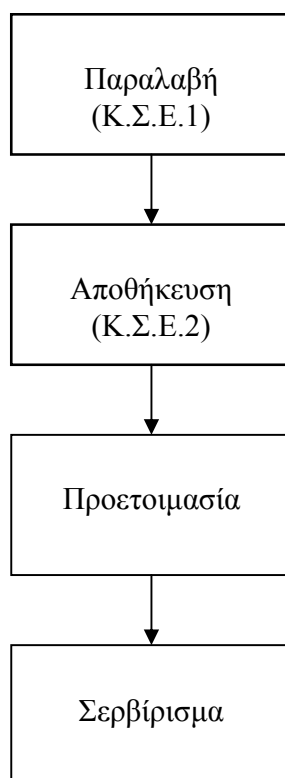 Παραλαβή
(Κ.Σ.Ε.1)
Αποθήκευση
(Κ.Σ.Ε.2)
Προετοιμασία
Σερβίρισμα